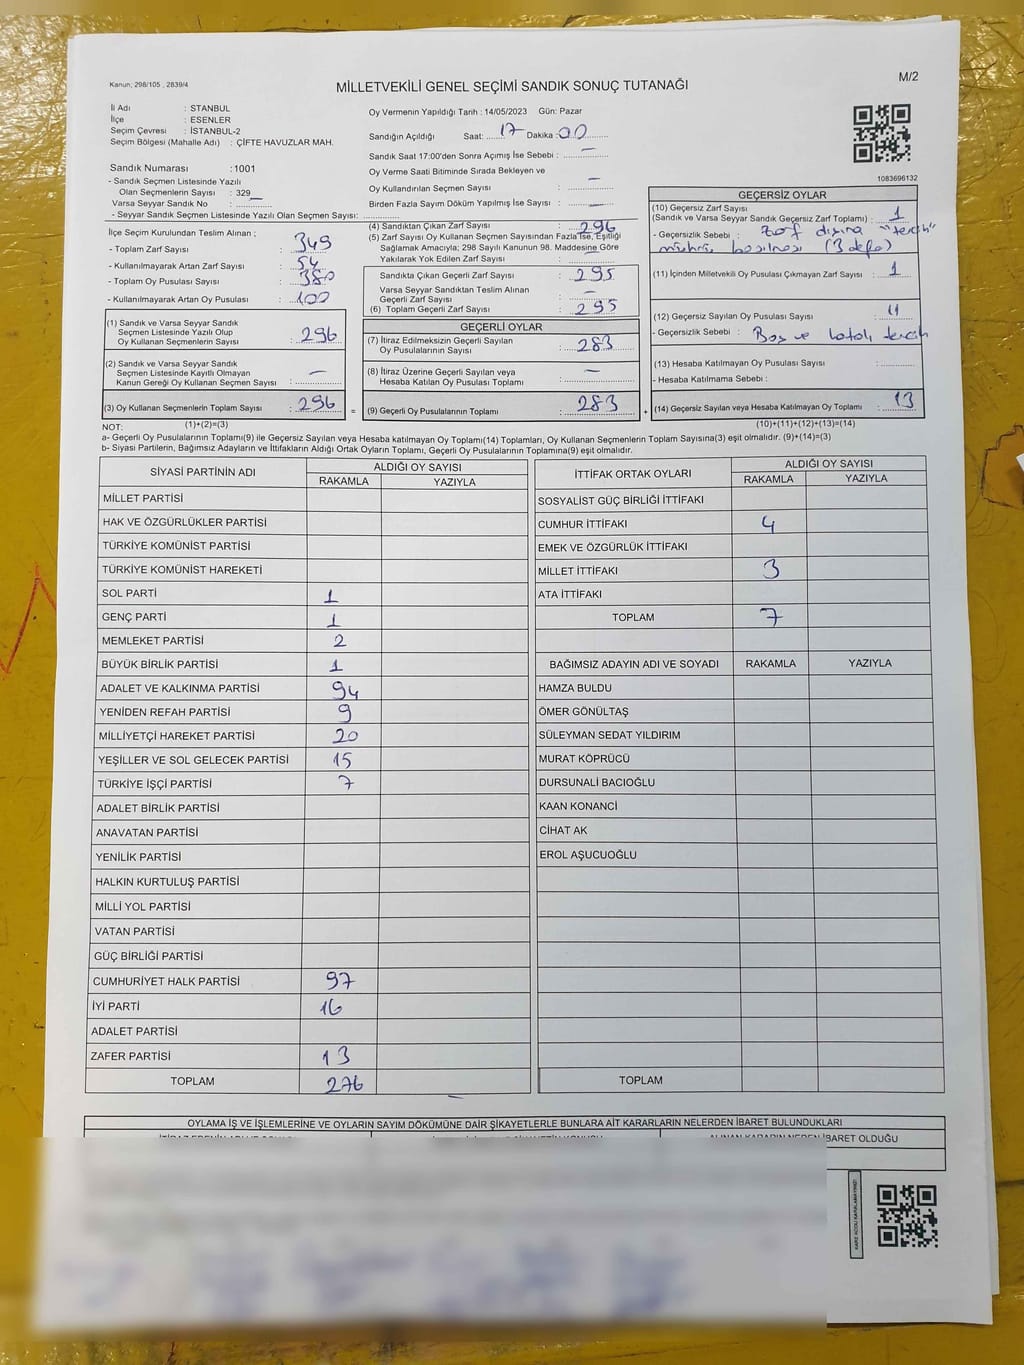 Kanun; 298/105 , 2839/4
MİLLETVEKİLİ GENEL SEÇİMİ SANDIK SONUÇ TUTANAĞI
M/2
İl Adı : STANBUL
İlçe : ESENLER
Seçim Çevresi : İSTANBUL-2
Seçim Bölgesi (Mahalle Adı) : ÇİFTE HAVUZLAR MAH.
Sandık Numarası :1001
- Sandık Seçmen Listesinde Yazılı
Olan Seçmenlerin Sayısı : 329
Varsa Seyyar Sandık No : —
- Seyyar Sandık Seçmen Listesinde Yazılı Olan Seçmen Sayısı:
Oy Vermenin Yapıldığı Tarih : 14/05/2023 Gün: Pazar
Sandığın Açıldığı Saat: 17 Dakika : 00
Sandık Saat 17:00'den Sonra Açımış İse Sebebi : —
Oy Verme Saati Bitiminde Sırada Bekleyen ve
Oy Kullandırılan Seçmen Sayısı : —
Birden Fazla Sayım Döküm Yapılmış İse Sayısı : —
1083696132
İlçe Seçim Kurulundan Teslim Alınan ;
- Toplam Zarf Sayısı : 349
- Kullanılmayarak Artan Zarf Sayısı : 54
- Toplam Oy Pusulası : 380
- Kullanılmayarak Artan Oy Pusulası : 100
(1) Sandık ve Varsa Seyyar Sandık
Seçmen Listesinde Yazılı Olup
Oy Kullanan Seçmenlerin Sayısı : 296
(2) Sandık ve Varsa Seyyar Sandık
Seçmen Listesinde Kayıtlı Olmayan
Kanun Gereği Oy Kullanan Seçmen Sayısı : —
(3) Oy Kullanan Seçmenlerin Toplam Sayısı : 296
(4) Sandıktan Çıkan Zarf Sayısı : 296
(5) Zarf Sayısı Oy Kullanan Seçmen Sayısından Fazla İse, Eşitliği
Sağlamak Amacıyla; 298 Sayılı Kanunun 98. Maddesine Göre
Yakılarak Yok Edilen Zarf Sayısı : —
Sandıkta Çıkan Geçerli Zarf Sayısı : 295
Varsa Seyyar Sandıktan Teslim Alınan
Geçerli Zarf Sayısı : —
(6) Toplam Geçerli Zarf Sayısı : 295
GEÇERLİ OYLAR
(7) İtiraz Edilmeksizin Geçerli Sayılan
Oy Pusulalarının Sayısı : 283
(8) İtiraz Üzerine Geçerli Sayılan veya
Hesaba Katılan Oy Pusulası Toplamı : —
= (9) Geçerli Oy Pusulalarının Toplamı : 283
GEÇERSİZ OYLAR
(10) Geçersiz Zarf Sayısı
(Sandık ve Varsa Seyyar Sandık Geçersiz Zarf Toplamı) : 1
- Geçersizlik Sebebi : Zarf dışına "tercih"
mührü basılması (3 defa)
(11) İçinden Milletvekili Oy Pusulası Çıkmayan Zarf Sayısı : 1
(12) Geçersiz Sayılan Oy Pusulası Sayısı : 11
- Geçersizlik Sebebi : Boş ve hatalı tercih
(13) Hesaba Katılmayan Oy Pusulası Sayısı :
- Hesaba Katılmama Sebebi :
+ (14) Geçersiz Sayılan veya Hesaba Katılmayan Oy Toplamı : 13
NOT: (1)+(2)=(3)
(10)+(11)+(12)+(13)=(14)
a- Geçerli Oy Pusulalarının Toplamı(9) ile Geçersiz Sayılan veya Hesaba katılmayan Oy Toplamı(14) Toplamları, Oy Kullanan Seçmenlerin Toplam Sayısına(3) eşit olmalıdır. (9)+(14)=(3)
b- Siyasi Partilerin, Bağımsız Adayların ve İttifakların Aldığı Ortak Oyların Toplamı, Geçerli Oy Pusulalarının Toplamına(9) eşit olmalıdır.
SİYASİ PARTİNİN ADI ALDIĞI OY SAYISI
RAKAMLA YAZIYLA
MİLLET PARTİSİ
HAK VE ÖZGÜRLÜKLER PARTİSİ
TÜRKİYE KOMÜNİST PARTİSİ
TÜRKİYE KOMÜNİST HAREKETİ
SOL PARTİ 1
GENÇ PARTİ 1
MEMLEKET PARTİSİ 2
BÜYÜK BİRLİK PARTİSİ 1
ADALET VE KALKINMA PARTİSİ 94
YENİDEN REFAH PARTİSİ 9
MİLLİYETÇİ HAREKET PARTİSİ 20
YEŞİLLER VE SOL GELECEK PARTİSİ 15
TÜRKİYE İŞÇİ PARTİSİ 7
ADALET BİRLİK PARTİSİ
ANAVATAN PARTİSİ
YENİLİK PARTİSİ
HALKIN KURTULUŞ PARTİSİ
MİLLİ YOL PARTİSİ
VATAN PARTİSİ
GÜÇ BİRLİĞİ PARTİSİ
CUMHURİYET HALK PARTİSİ 97
İYİ PARTİ 16
ADALET PARTİSİ
ZAFER PARTİSİ 13
TOPLAM 276
İTTİFAK ORTAK OYLARI ALDIĞI OY SAYISI
RAKAMLA YAZIYLA
SOSYALİST GÜÇ BİRLİĞİ İTTİFAKI
CUMHUR İTTİFAKI 4
EMEK VE ÖZGÜRLÜK İTTİFAKI
MİLLET İTTİFAKI 3
ATA İTTİFAKI
TOPLAM 7
BAĞIMSIZ ADAYIN ADI VE SOYADI RAKAMLA YAZIYLA
HAMZA BULDU
ÖMER GÖNÜLTAŞ
SÜLEYMAN SEDAT YILDIRIM
MURAT KÖPRÜCÜ
DURSUNALİ BACIOĞLU
KAAN KONANCİ
CİHAT AK
EROL AŞUCUOĞLU
TOPLAM
OYLAMA İŞ VE İŞLEMLERİNE VE OYLARIN SAYIM DÖKÜMÜNE DAİR ŞİKAYETLERLE BUNLARA AİT KARARLARIN NELERDEN İBARET BULUNDUKLARI
ALINAN KARARIN NEDEN İBARET OLDUĞU